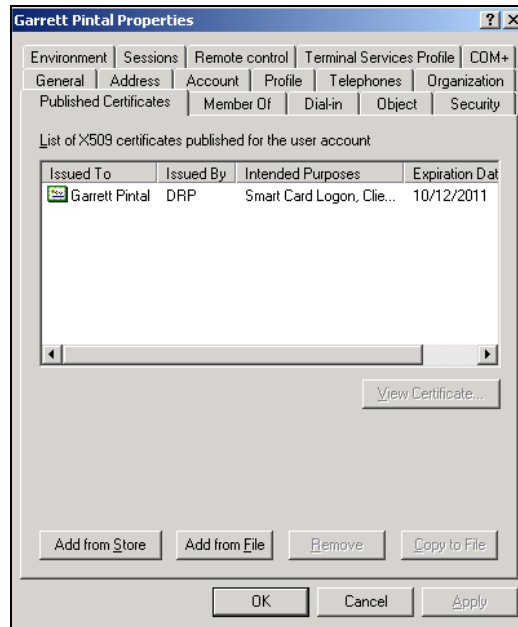 Garrett Pintal Properties
Environment Sessions Remote control Terminal Services Profile COM+
General Address Account Profile Telephones Organization
Published Certificates Member Of Dial-in Object Security
List of X509 certificates published for the user account
Issued To Issued By Intended Purposes Expiration Dat
Garrett Pintal DRP Smart Card Logon, Clie... 10/12/2011
View Certificate...
Add from Store Add from File Remove Copy to File
OK Cancel Apply